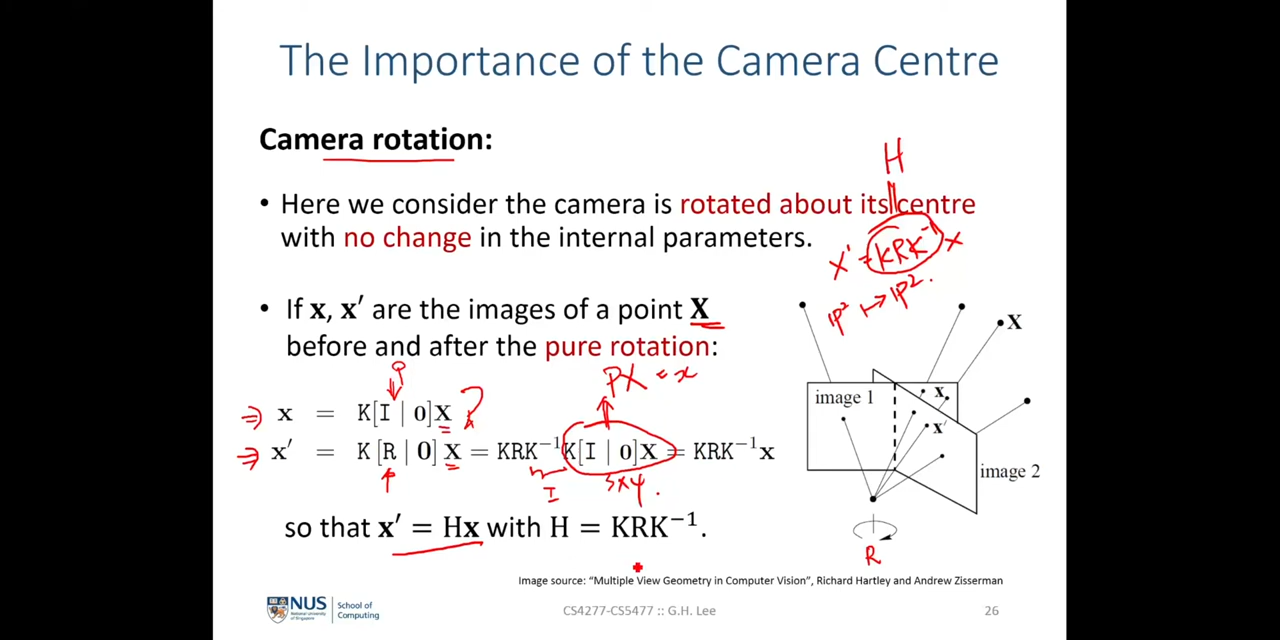 The Importance of the Camera Centre
Camera rotation:
H
• Here we consider the camera is rotated about its centre
with no change in the internal parameters.
x' = KRK⁻¹ x
ℙ² ↦ ℙ².
• If x, x′ are the images of a point X
before and after the pure rotation:
PX = x
x = K[I | 0]X
x′ = K [R | 0] X = KRK⁻¹K[I | 0]X = KRK⁻¹x
I
3x4.
so that x′ = Hx with H = KRK⁻¹.
X
image 1
x
x′
image 2
R
Image source: “Multiple View Geometry in Computer Vision”, Richard Hartley and Andrew Zisserman
NUS
National University
of Singapore
School of
Computing
CS4277-CS5477 :: G.H. Lee
26